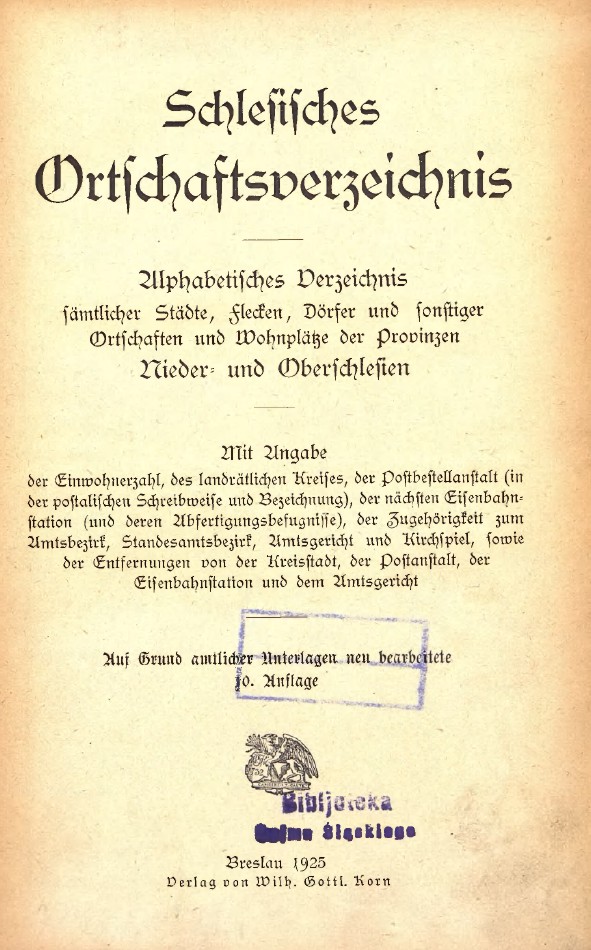 Schlesisches
Ortschaftsverzeichnis
Alphabetisches Verzeichnis
sämtlicher Städte, Flecken, Dörfer und sonstiger
Ortschaften und Wohnplätze der Provinzen
Nieder- und Oberschlesien
Mit Angabe
der Einwohnerzahl, des landrätlichen Kreises, der Postbestellanstalt (in
der postalischen Schreibweise und Bezeichnung), der nächsten Eisenbahn-
station (und deren Abfertigungsbefugnisse), der Zugehörigkeit zum
Amtsbezirk, Standesamtsbezirk, Amtsgericht und Kirchspiel, sowie
der Entfernungen von der Kreisstadt, der Postanstalt, der
Eisenbahnstation und dem Amtsgericht
Auf Grund amtlicher Unterlagen neu bearbeitete
10. Auflage
Bibljoteka
Śląskiego
Breslau 1925
Verlag von Wilh. Gottl. Korn